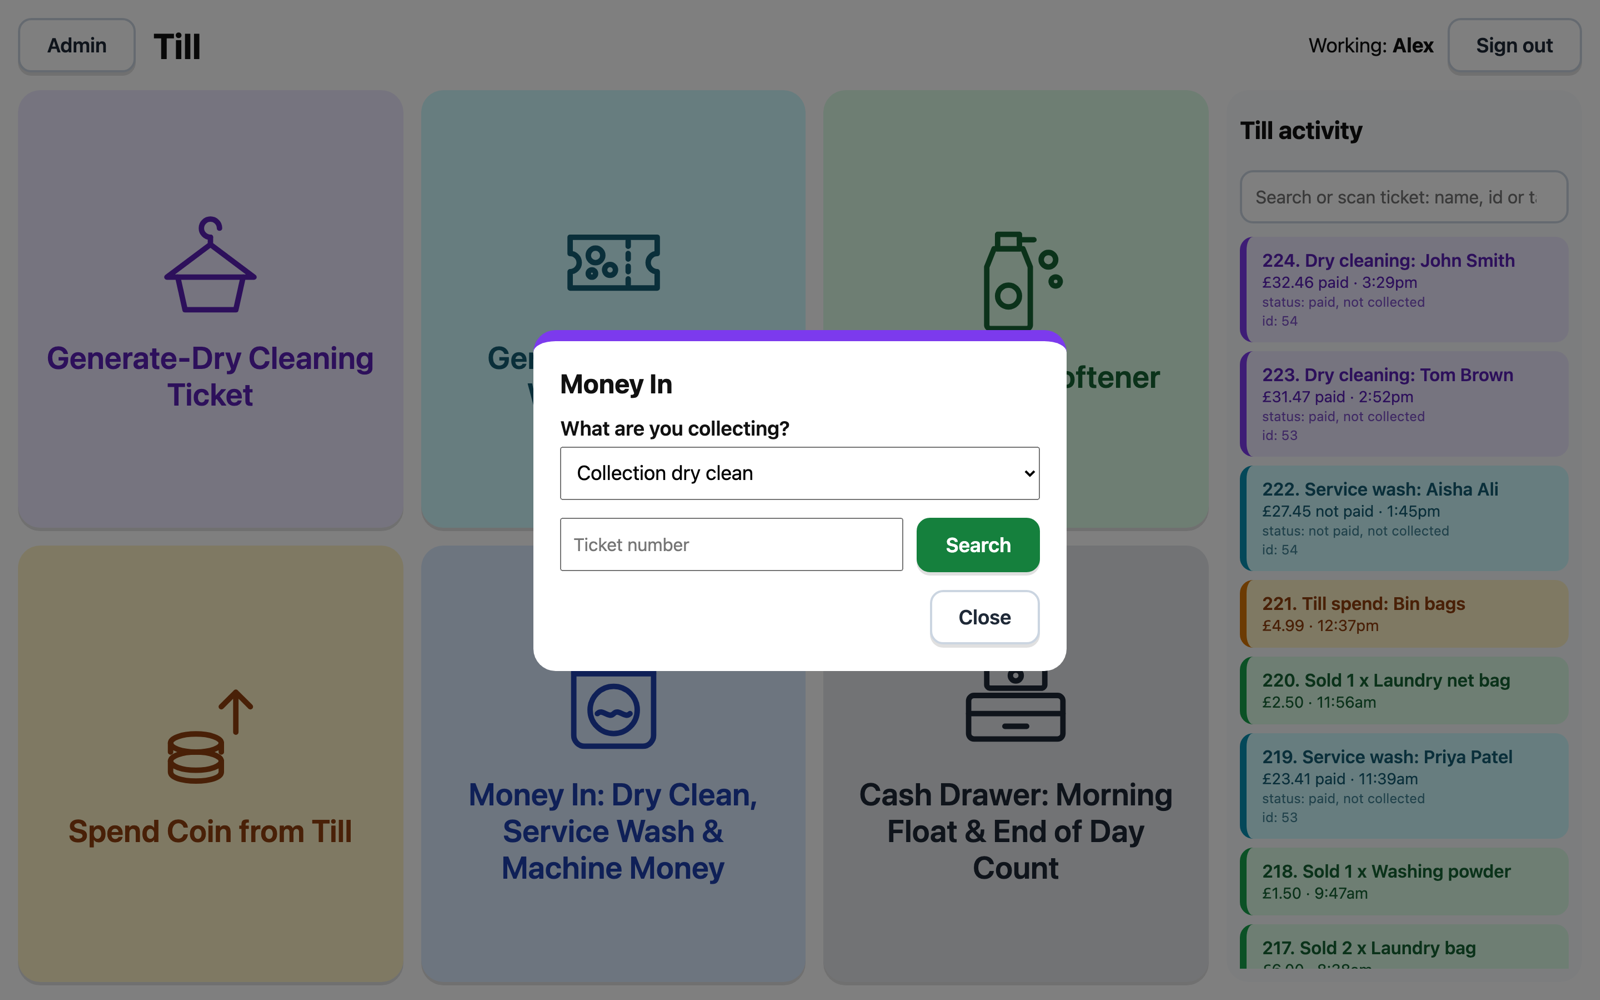 Admin
Till
Working: Alex
Sign out
Generate-Dry Cleaning
Ticket
Spend Coin from Till
Money In
What are you collecting?
Collection dry clean
Ticket number
Search
Close
Money In: Dry Clean,
Service Wash &
Machine Money
Cash Drawer: Morning
Float & End of Day
Count
Till activity
Search or scan ticket: name, id or
224. Dry cleaning: John Smith
£32.46 paid · 3:29pm
status: paid, not collected
id: 54
223. Dry cleaning: Tom Brown
£31.47 paid · 2:52pm
status: paid, not collected
id: 53
222. Service wash: Aisha Ali
£27.45 not paid · 1:45pm
status: not paid, not collected
id: 54
221. Till spend: Bin bags
£4.99 · 12:37pm
220. Sold 1 x Laundry net bag
£2.50 · 11:56am
219. Service wash: Priya Patel
£23.41 paid · 11:39am
status: paid, not collected
id: 53
218. Sold 1 x Washing powder
£1.50 · 9:47am
217. Sold 2 x Laundry bag